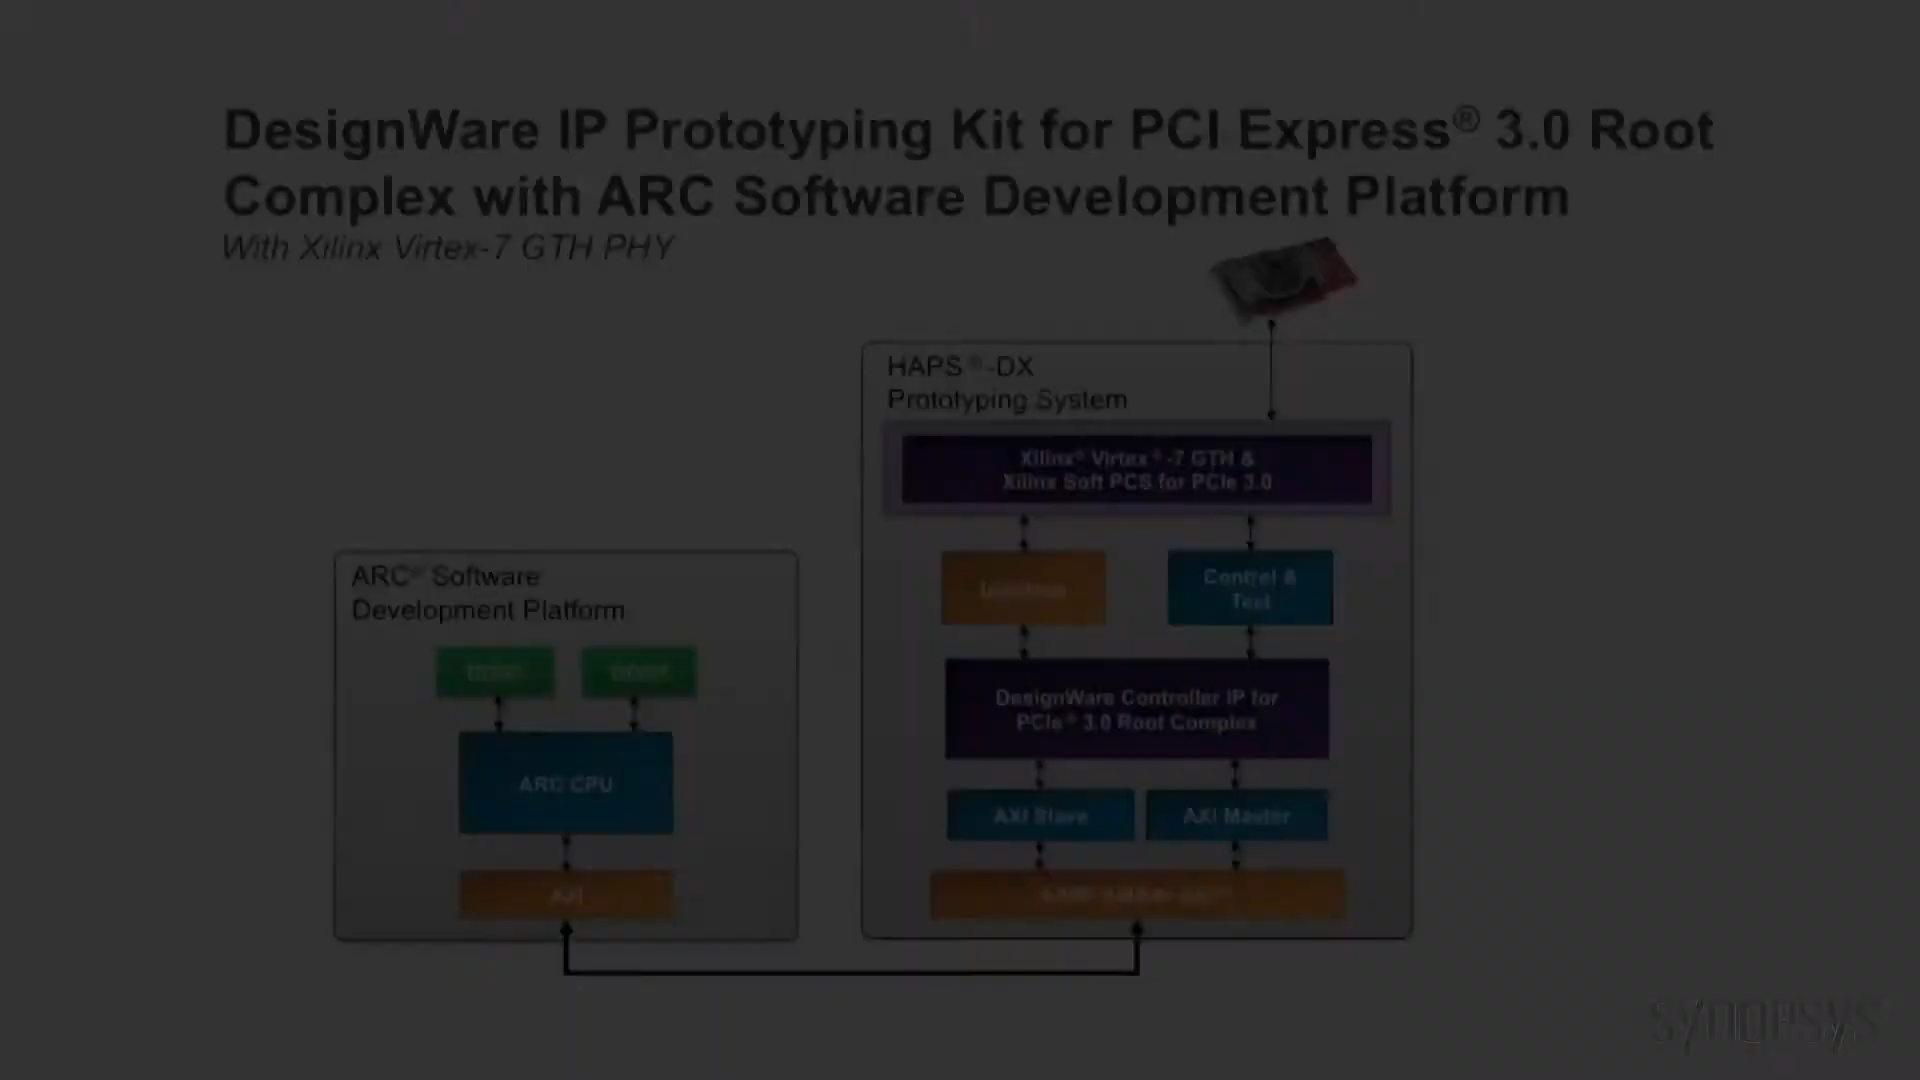 DesignWare IP Prototyping Kit for PCI Express® 3.0 Root
Complex with ARC Software Development Platform
With Xilinx Virtex-7 GTH PHY
HAPS®-DX
Prototyping System
Xilinx® Virtex®-7 GTH &
Xilinx Soft PCS for PCIe 3.0
Control &
Test
ARC® Software
Development Platform
DesignWare Controller IP for
PCIe® 3.0 Root Complex
ARC CPU
AXI Slave
AXI Master
AXI
SYNOPSYS